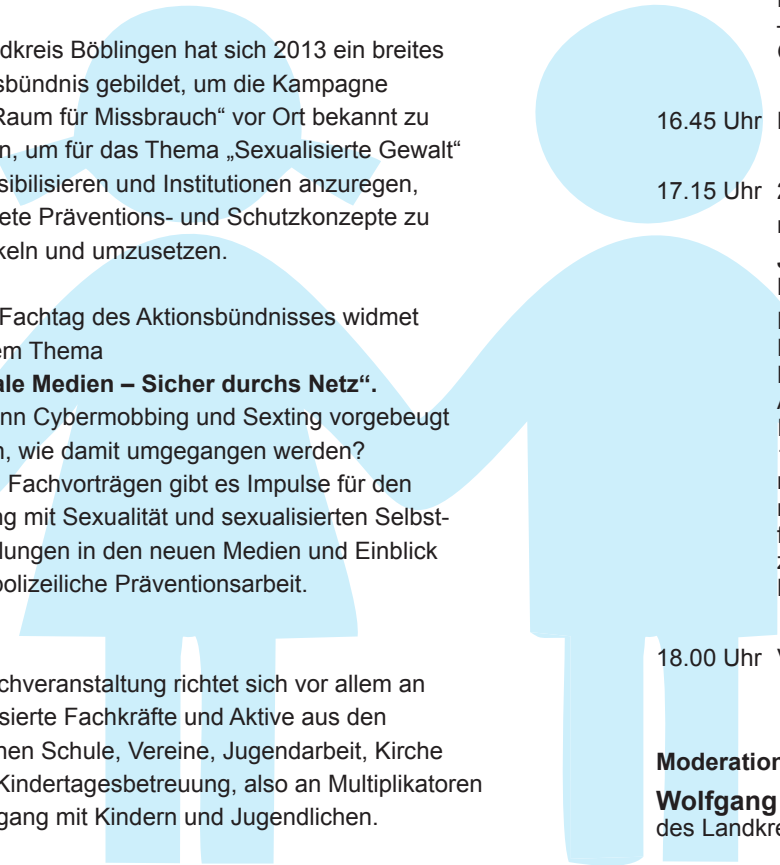 dkreis Böblingen hat sich 2013 ein breites
sbündnis gebildet, um die Kampagne
Raum für Missbrauch“ vor Ort bekannt zu
n, um für das Thema „Sexualisierte Gewalt“
sibilisieren und Institutionen anzuregen,
ete Präventions- und Schutzkonzepte zu
keln und umzusetzen.
Fachtag des Aktionsbündnisses widmet
em Thema
ale Medien – Sicher durchs Netz“.
nn Cybermobbing und Sexting vorgebeugt
n, wie damit umgegangen werden?
Fachvorträgen gibt es Impulse für den
ng mit Sexualität und sexualisierten Selbst-
lungen in den neuen Medien und Einblick
polizeiliche Präventionsarbeit.
chveranstaltung richtet sich vor allem an
sierte Fachkräfte und Aktive aus den
hen Schule, Vereine, Jugendarbeit, Kirche
Kindertagesbetreuung, also an Multiplikatoren
gang mit Kindern und Jugendlichen.
16.45 Uhr
17.15 Uhr
18.00 Uhr
Moderation
Wolfgang
des Landkre